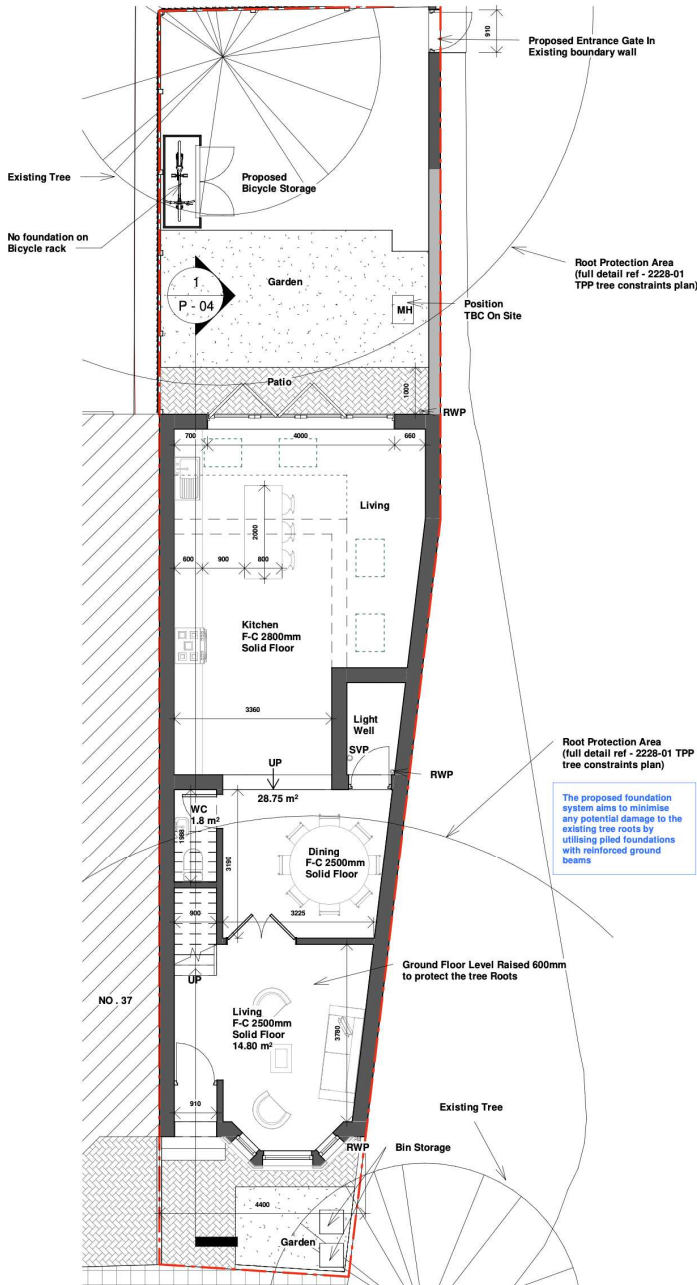 910
Proposed Entrance Gate In
Existing boundary wall
Existing Tree
Proposed
Bicycle Storage
No foundation on
Bicycle rack
Root Protection Area
(full detail ref - 2228-01
TPP tree constraints plan)
1
P - 04
Garden
MH
Position
TBC On Site
Patio
1000
RWP
700
4000
660
Living
2000
600
900
800
Kitchen
F-C 2800mm
Solid Floor
3360
Light
Well
SVP
RWP
Root Protection Area
(full detail ref - 2228-01 TPP
tree constraints plan)
UP
28.75 m²
WC
1.8 m²
1988
The proposed foundation
system aims to minimise
any potential damage to the
existing tree roots by
utilising piled foundations
with reinforced ground
beams
Dining
F-C 2500mm
Solid Floor
3190
900
3225
Ground Floor Level Raised 600mm
to protect the tree Roots
UP
NO . 37
Living
F-C 2500mm
Solid Floor
14.80 m²
3780
910
Existing Tree
RWP
Bin Storage
4400
Garden